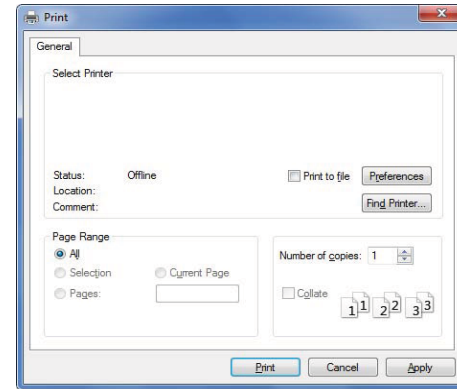 Print
General
Select Printer
Status: Offline
Print to file
Preferences
Location:
Comment:
Find Printer...
Page Range
All
Selection
Current Page
Pages:
Number of copies: 1
Collate
1 1 2 2 3 3
Print
Cancel
Apply